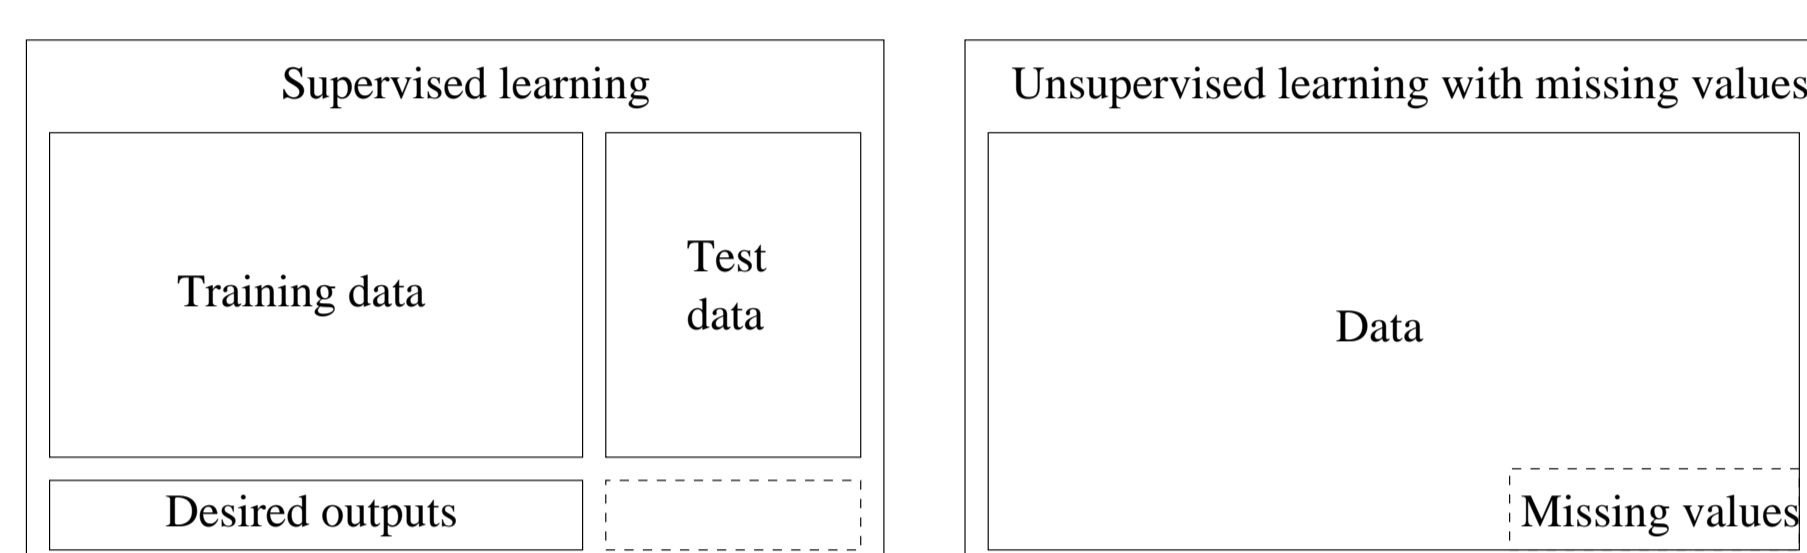 Supervised learning
Training data
Test
data
Desired outputs
Unsupervised learning with missing values
Data
Missing values